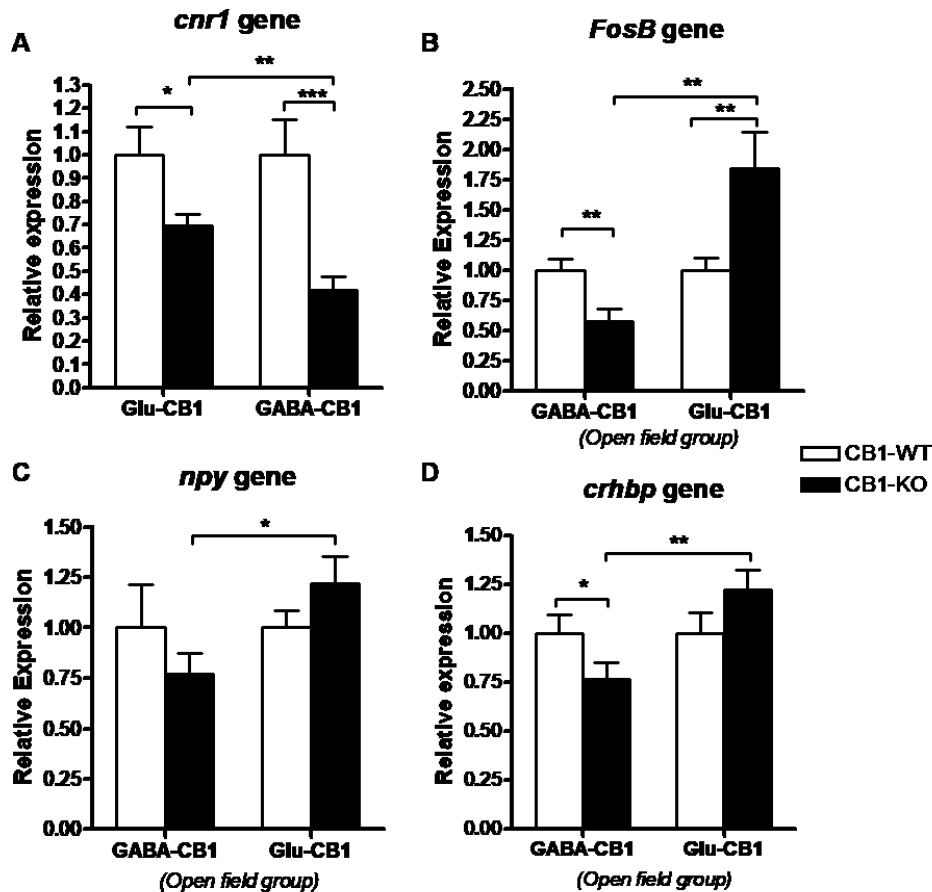 A
cnr1 gene
**
*
***
1.3
1.2
1.1
1.0
0.9
0.8
0.7
0.6
0.5
0.4
0.3
0.2
0.1
0.0
Relative expression
Glu-CB1
GABA-CB1
B
FosB gene
**
**
**
2.50
2.25
2.00
1.75
1.50
1.25
1.00
0.75
0.50
0.25
0.00
Relative Expression
GABA-CB1
Glu-CB1
(Open field group)
CB1-WT
CB1-KO
C
npy gene
*
1.50
1.25
1.00
0.75
0.50
0.25
0.00
Relative Expression
GABA-CB1
Glu-CB1
(Open field group)
D
crhbp gene
**
*
1.50
1.25
1.00
0.75
0.50
0.25
0.00
Relative expression
GABA-CB1
Glu-CB1
(Open field group)